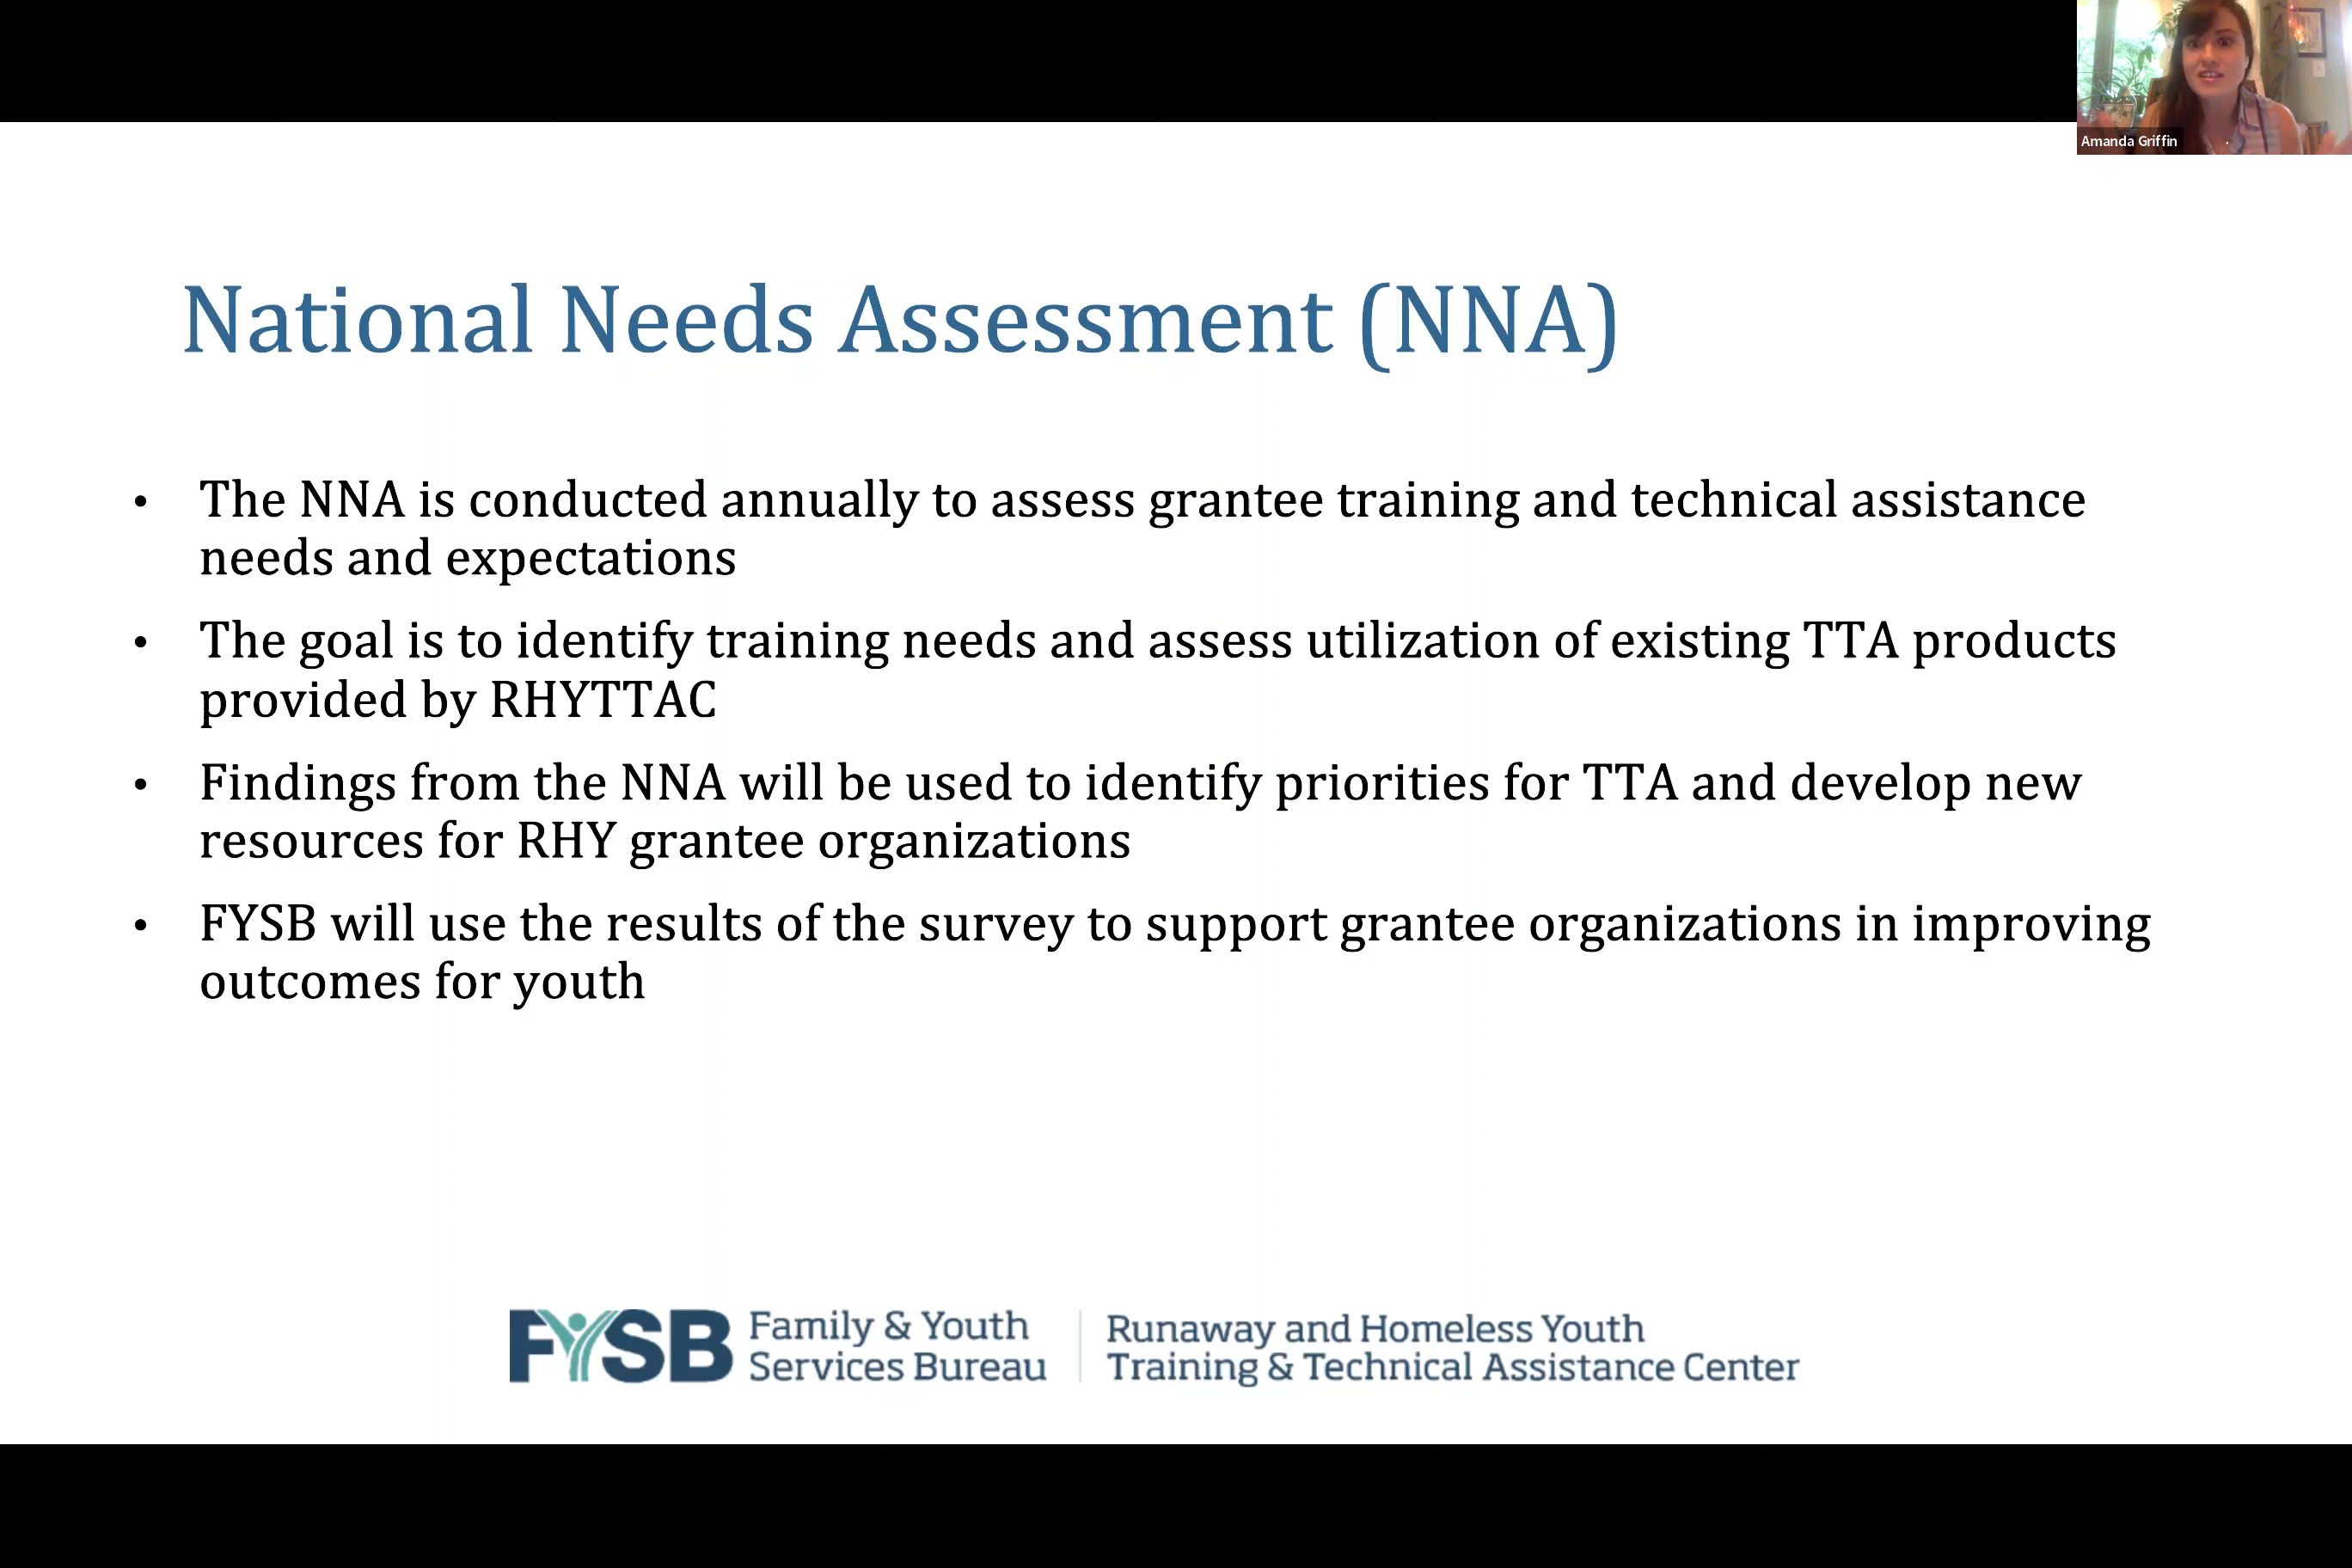 Amanda Griffin
National Needs Assessment (NNA)
• The NNA is conducted annually to assess grantee training and technical assistance
needs and expectations
• The goal is to identify training needs and assess utilization of existing TTA products
provided by RHYTTAC
• Findings from the NNA will be used to identify priorities for TTA and develop new
resources for RHY grantee organizations
• FYSB will use the results of the survey to support grantee organizations in improving
outcomes for youth
FYSB Family & Youth
Services Bureau
Runaway and Homeless Youth
Training & Technical Assistance Center